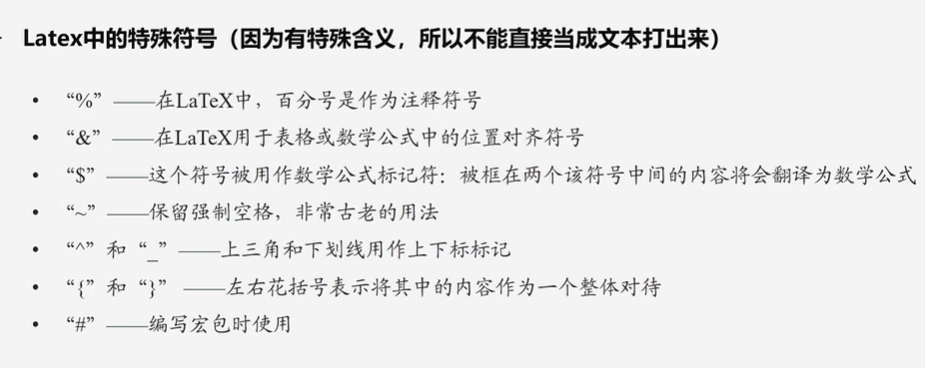 Latex中的特殊符号（因为有特殊含义，所以不能直接当成文本打出来）
• “%” ——在LaTeX中，百分号是作为注释符号
• “&” ——在LaTeX用于表格或数学公式中的位置对齐符号
• “$” ——这个符号被用作数学公式标记符：被框在两个该符号中间的内容将会翻译为数学公式
• “~” ——保留强制空格，非常古老的用法
• “^” 和 “_” ——上三角和下划线用作上下标标记
• “{” 和 “}” ——左右花括号表示将其中的内容作为一个整体对待
• “#” ——编写宏包时使用